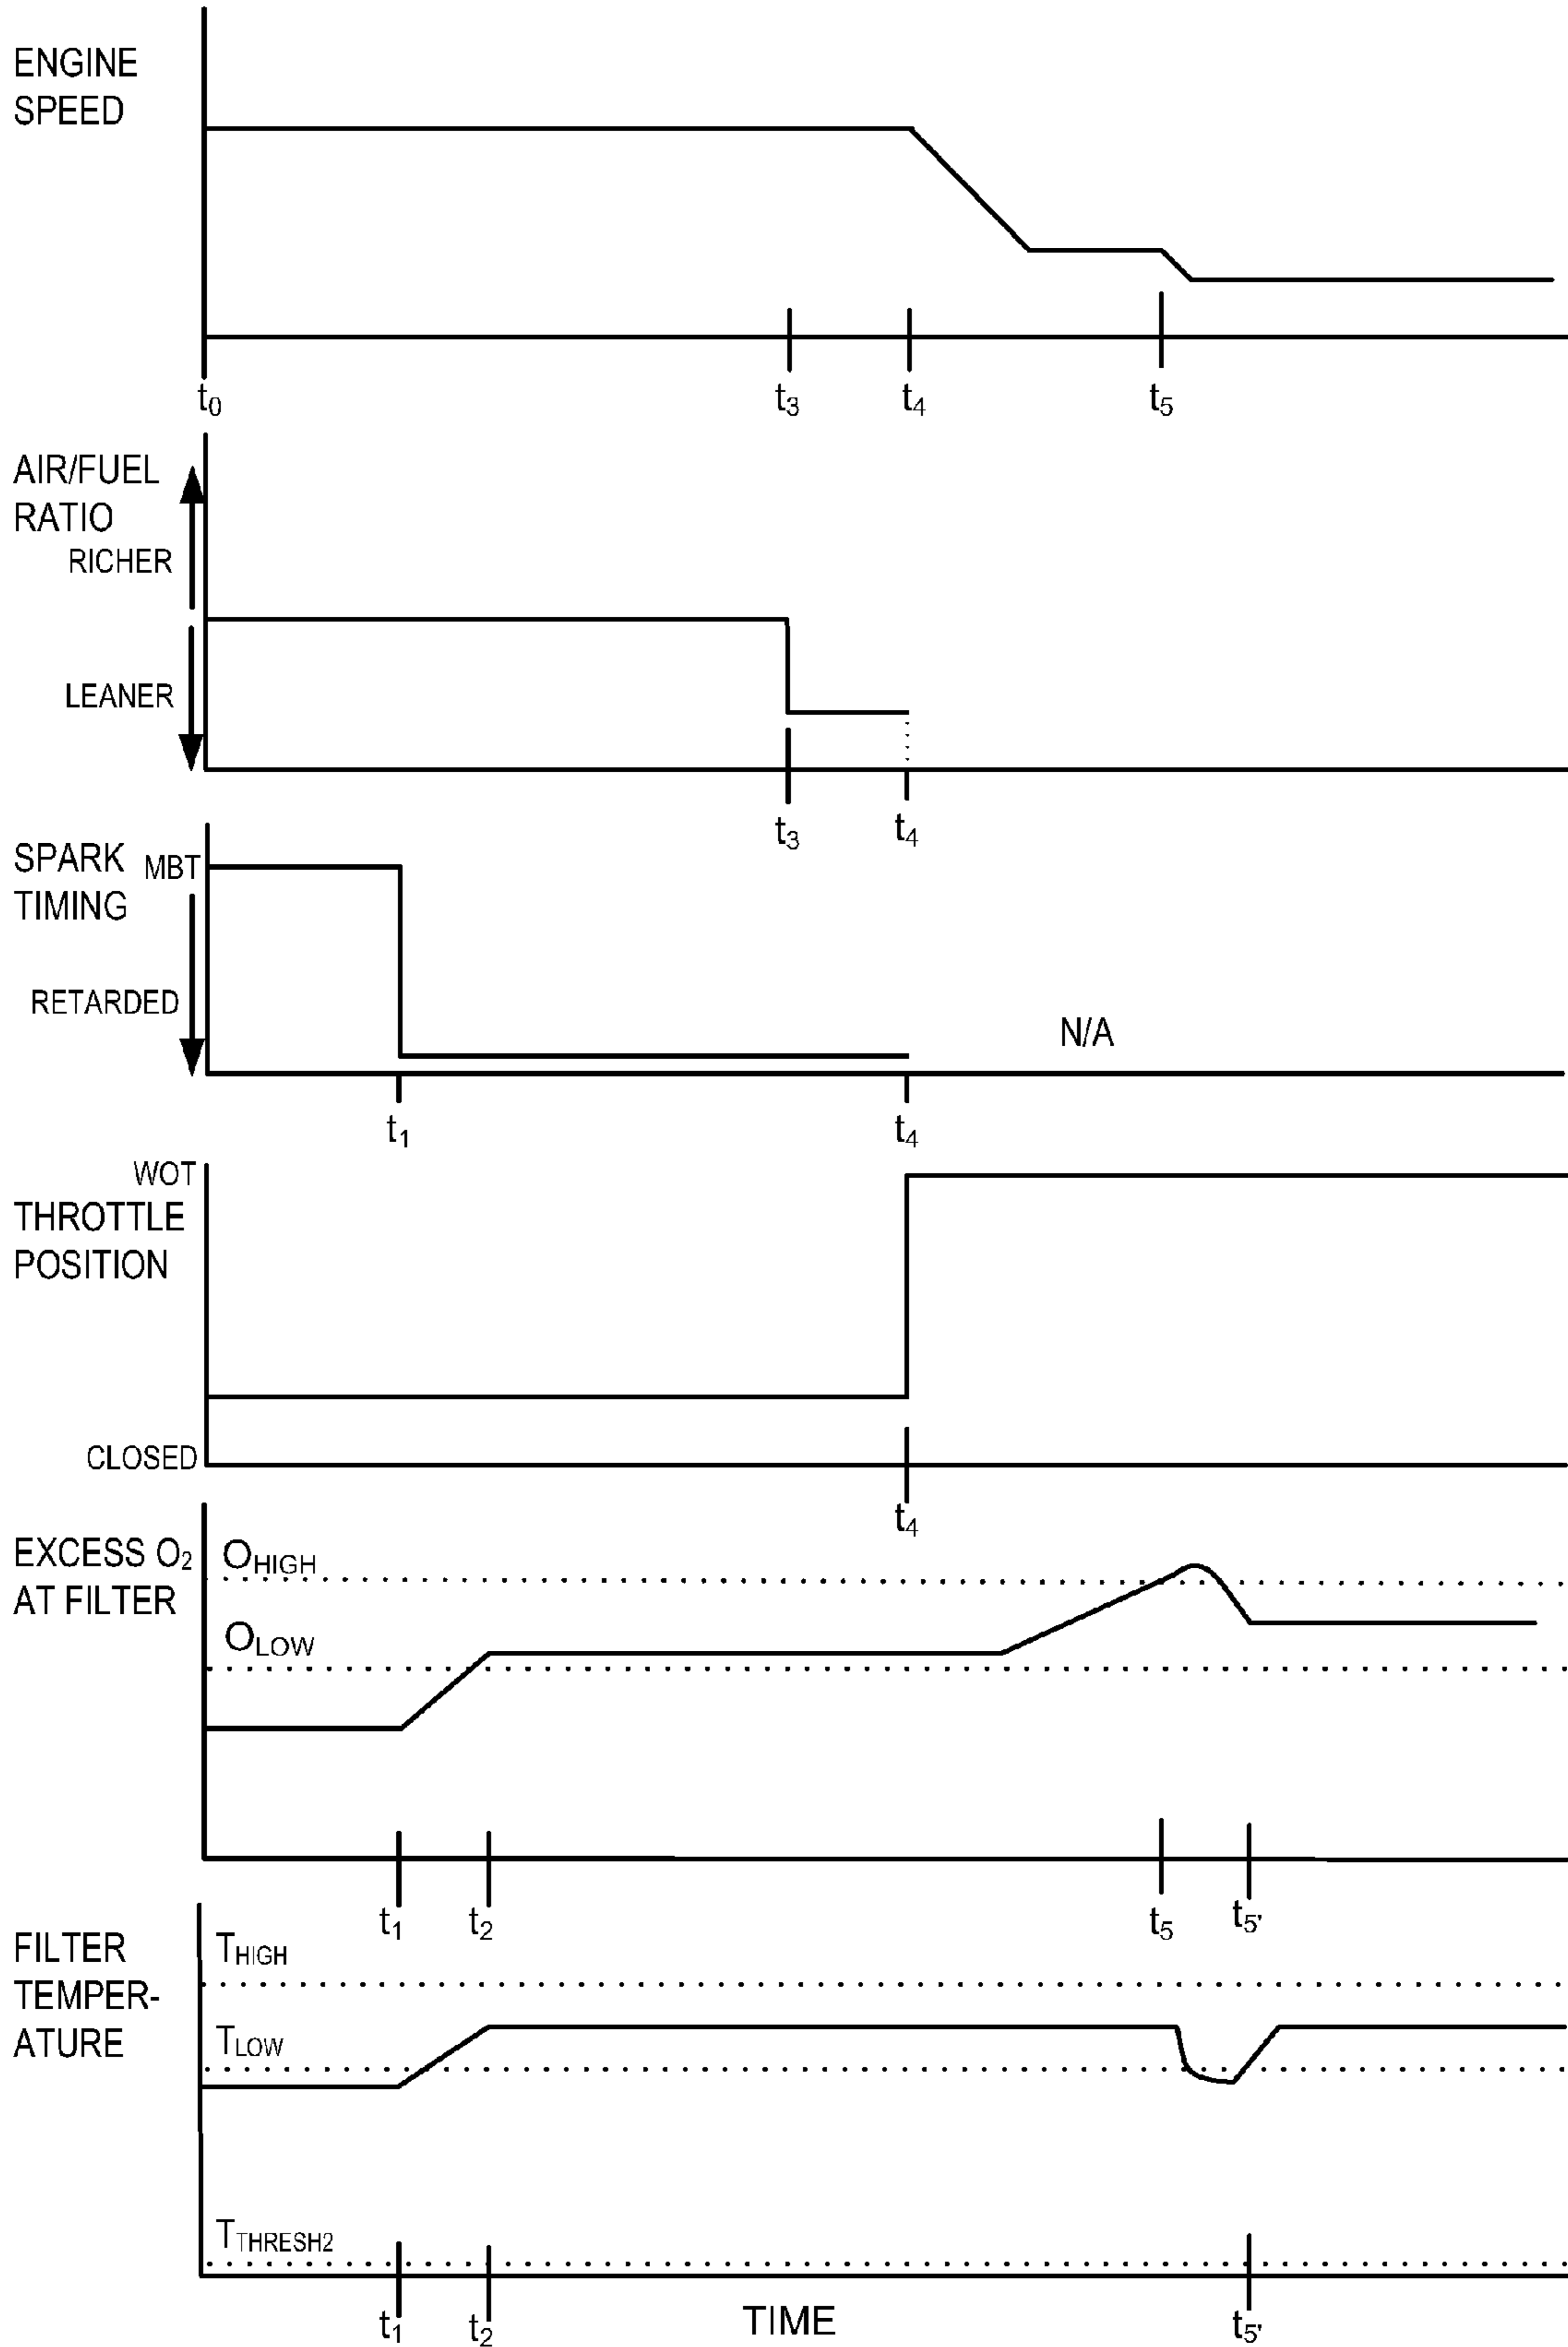 ENGINE
SPEED
t0
t3
t4
t5
AIR/FUEL
RATIO
RICHER
LEANER
t3
t4
SPARK
TIMING
MBT
RETARDED
N/A
t1
t4
WOT
THROTTLE
POSITION
CLOSED
t4
EXCESS O2
AT FILTER
OHIGH
OLOW
t1
t2
t5
t5'
FILTER
TEMPER-
ATURE
THIGH
TLOW
TTHRESH2
t1
t2
TIME
t5'